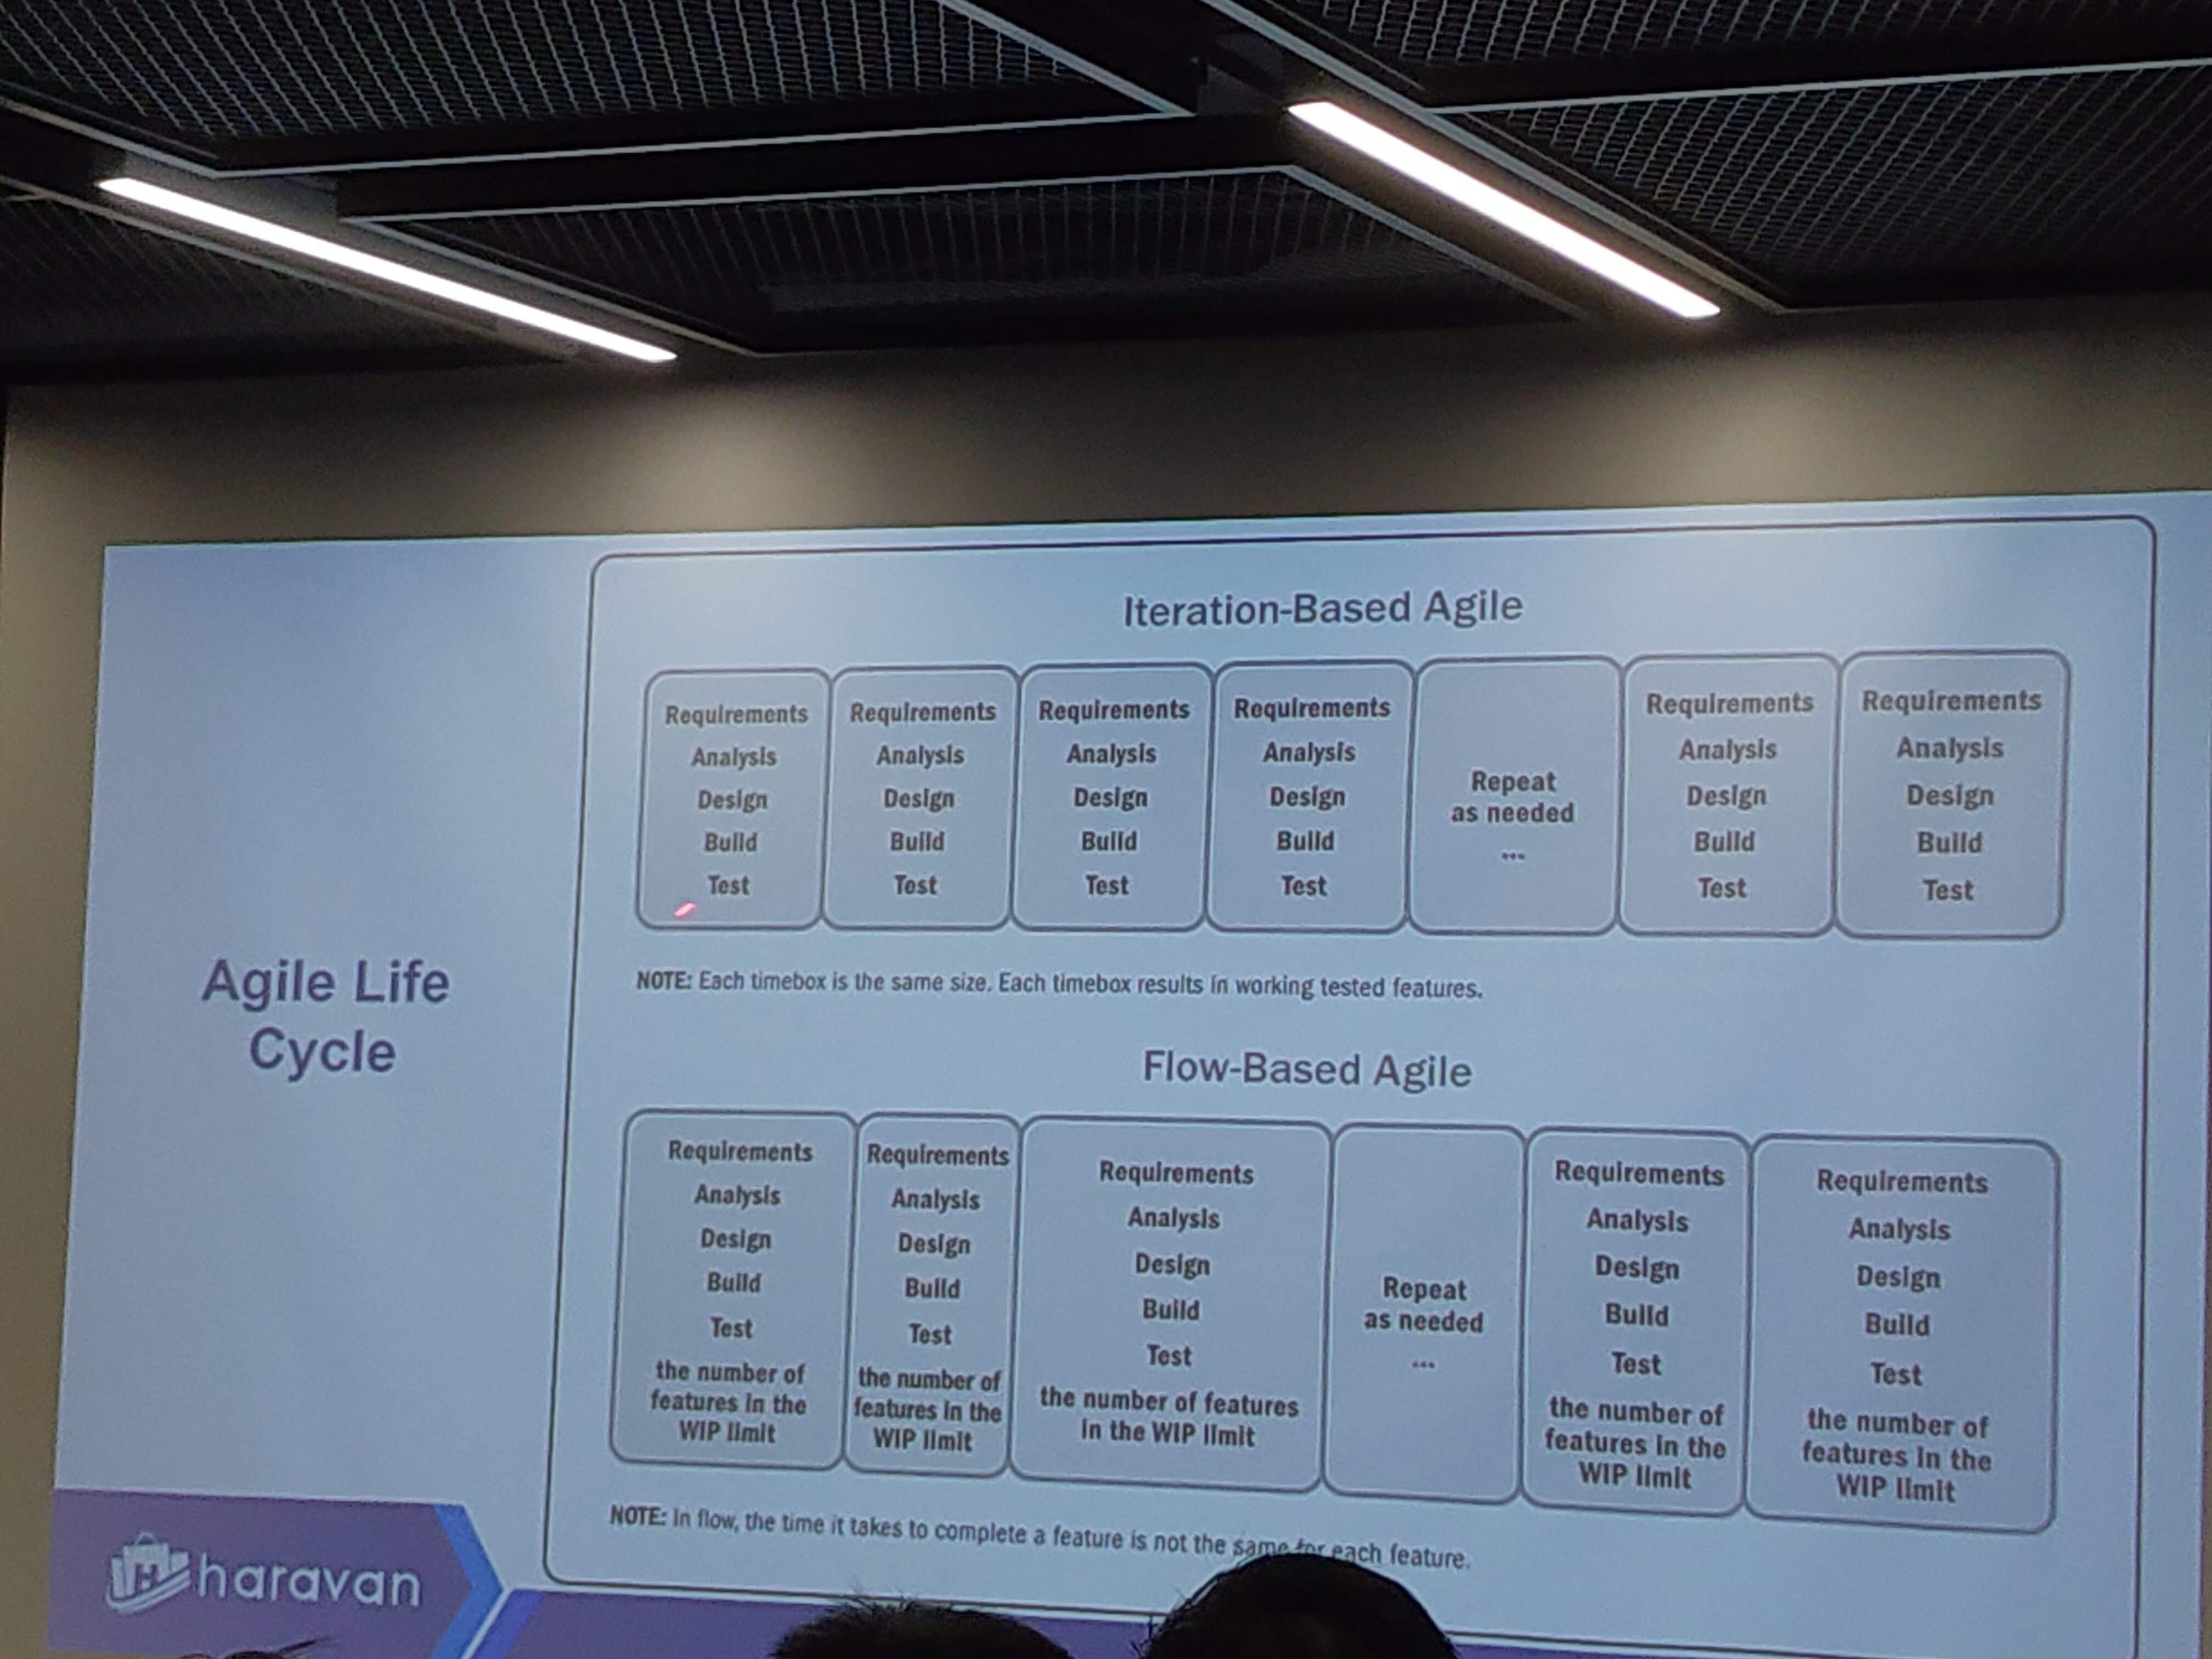 Agile Life
Cycle
Iteration-Based Agile
Requirements
Analysis
Design
Build
Test
Requirements
Analysis
Design
Build
Test
Requirements
Analysis
Design
Build
Test
Requirements
Analysis
Design
Build
Test
Repeat
as needed
...
Requirements
Analysis
Design
Build
Test
Requirements
Analysis
Design
Build
Test
NOTE: Each timebox is the same size. Each timebox results in working tested features.
Flow-Based Agile
Requirements
Analysis
Design
Build
Test
the number of
features in the
WIP limit
Requirements
Analysis
Design
Build
Test
the number of
features in the
WIP limit
Requirements
Analysis
Design
Build
Test
the number of features
in the WIP limit
Repeat
as needed
...
Requirements
Analysis
Design
Build
Test
the number of
features in the
WIP limit
Requirements
Analysis
Design
Build
Test
the number of
features in the
WIP limit
NOTE: In flow, the time it takes to complete a feature is not the same for each feature.
H haravan